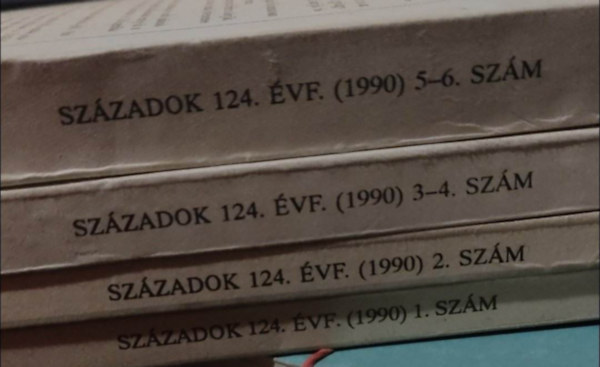 SZÁZADOK 124. ÉVF. (1990) 5–6. SZÁM
SZÁZADOK 124. ÉVF. (1990) 3–4. SZÁM
SZÁZADOK 124. ÉVF. (1990) 2. SZÁM
SZÁZADOK 124. ÉVF. (1990) 1. SZÁM